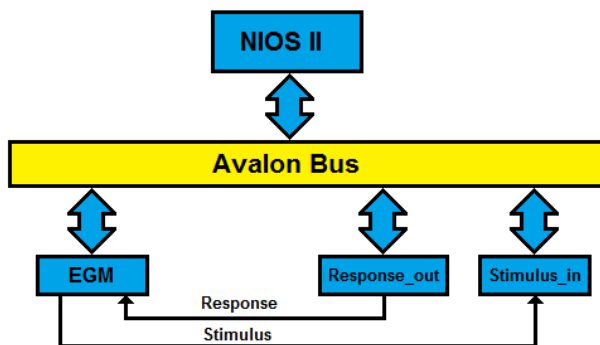 NIOS II
Avalon Bus
EGM
Response_out
Stimulus_in
Response
Stimulus